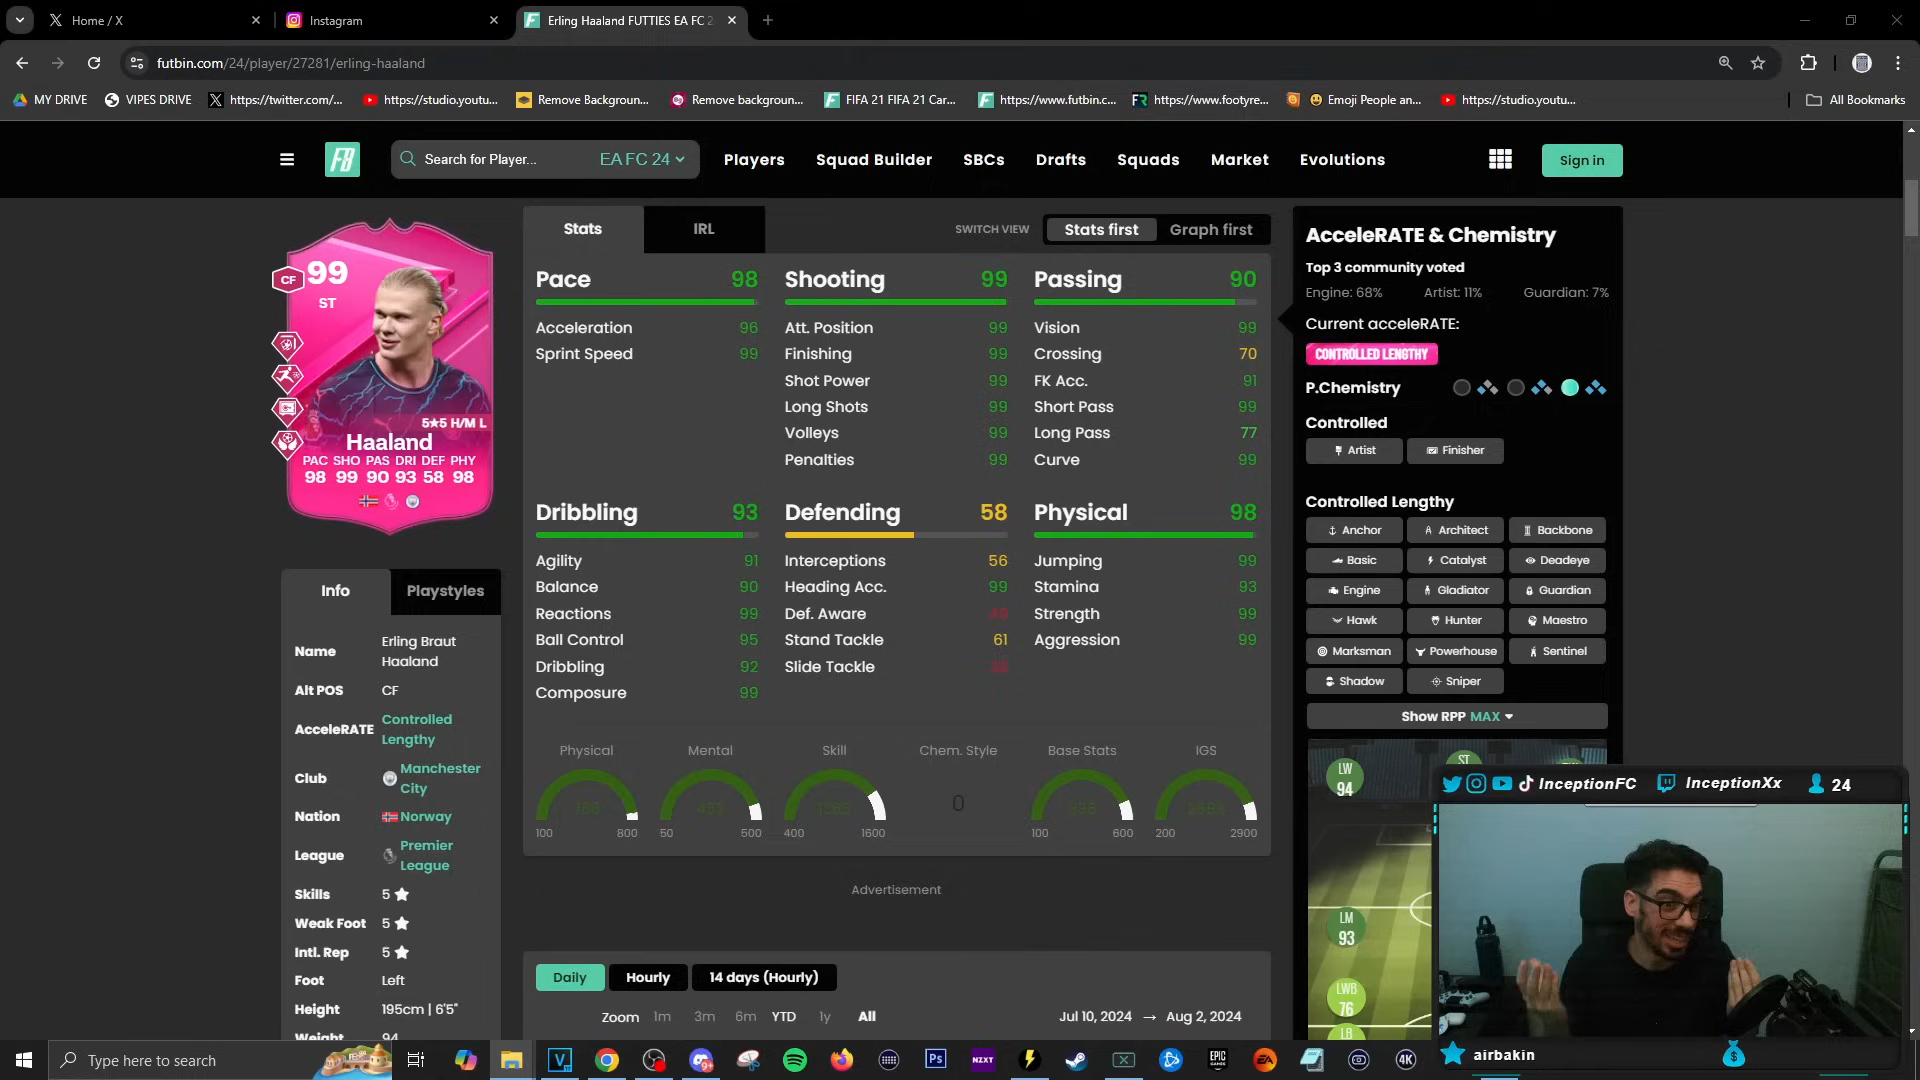 Home / X
Instagram
Erling Haaland FUTTIES EA FC 2
futbin.com/24/player/27281/erling-haaland
MY DRIVE
VIPES DRIVE
https://twitter.com/...
https://studio.youtu...
Remove Backgroun...
Remove background...
FIFA 21 FIFA 21 Car...
https://www.futbin.c...
https://www.footyre...
Emoji People an...
https://studio.youtu...
All Bookmarks
Search for Player...
EA FC 24
Players
Squad Builder
SBCs
Drafts
Squads
Market
Evolutions
Sign in
CF
99
ST
5★5 H/M L
Haaland
PAC SHO PAS DRI DEF PHY
98 99 90 93 58 98
Stats
IRL
SWITCH VIEW
Stats first
Graph first
Pace 98
Acceleration 96
Sprint Speed 99
Shooting 99
Att. Position 99
Finishing 99
Shot Power 99
Long Shots 99
Volleys 99
Penalties 99
Passing 90
Vision 99
Crossing 70
FK Acc. 91
Short Pass 99
Long Pass 77
Curve 99
Dribbling 93
Agility 91
Balance 90
Reactions 99
Ball Control 95
Dribbling 92
Composure 99
Defending 58
Interceptions 56
Heading Acc. 99
Def. Aware
Stand Tackle 61
Slide Tackle
Physical 98
Jumping 99
Stamina 93
Strength 99
Aggression 99
Physical
100 800
Mental
50 500
Skill
400 1600
Chem. Style
0
Base Stats
100 600
IGS
200 2900
Advertisement
Daily
Hourly
14 days (Hourly)
Zoom 1m 3m 6m YTD 1y All
Jul 10, 2024 → Aug 2, 2024
Info
Playstyles
Name Erling Braut Haaland
Alt POS CF
AcceleRATE Controlled Lengthy
Club Manchester City
Nation Norway
League Premier League
Skills 5
Weak Foot 5
Intl. Rep 5
Foot Left
Height 195cm | 6'5"
Weight 94
AcceleRATE & Chemistry
Top 3 community voted
Engine: 68% Artist: 11% Guardian: 7%
Current acceleRATE:
CONTROLLED LENGTHY
P.Chemistry
Controlled
Artist Finisher
Controlled Lengthy
Anchor Architect Backbone
Basic Catalyst Deadeye
Engine Gladiator Guardian
Hawk Hunter Maestro
Marksman Powerhouse Sentinel
Shadow Sniper
Show RPP MAX
LW
94
ST
LM
93
LWB
76
LB
InceptionFC
InceptionXx
24
airbakin
Type here to search
Ps
NZXT
EPIC GAMES
EA
4K